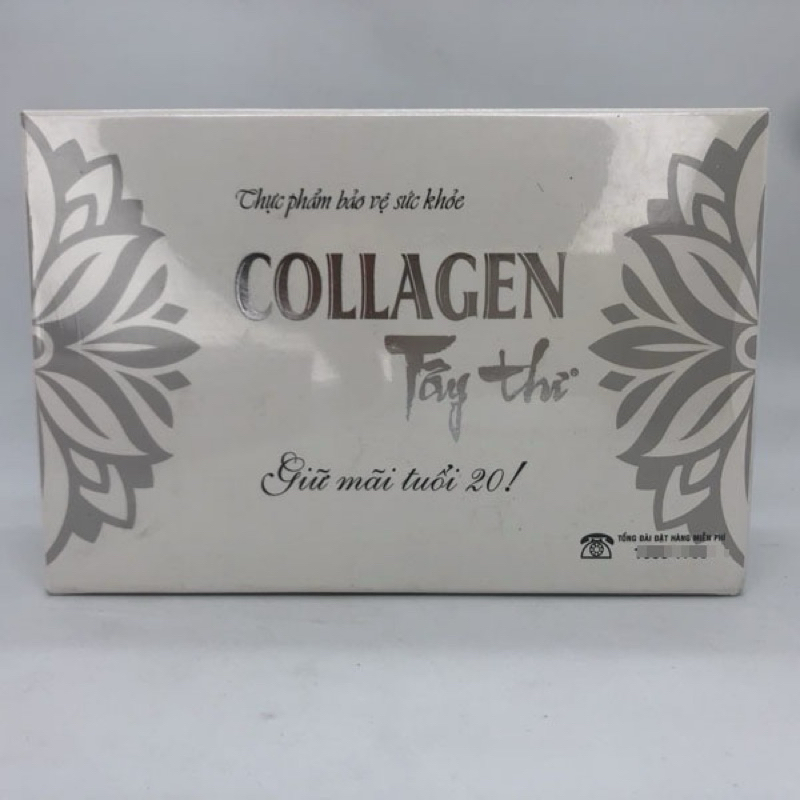 Thực phẩm bảo vệ sức khỏe
COLLAGEN
Tây thi®
Giữ mãi tuổi 20!
TỔNG ĐÀI ĐẶT HÀNG MIỄN PHÍ